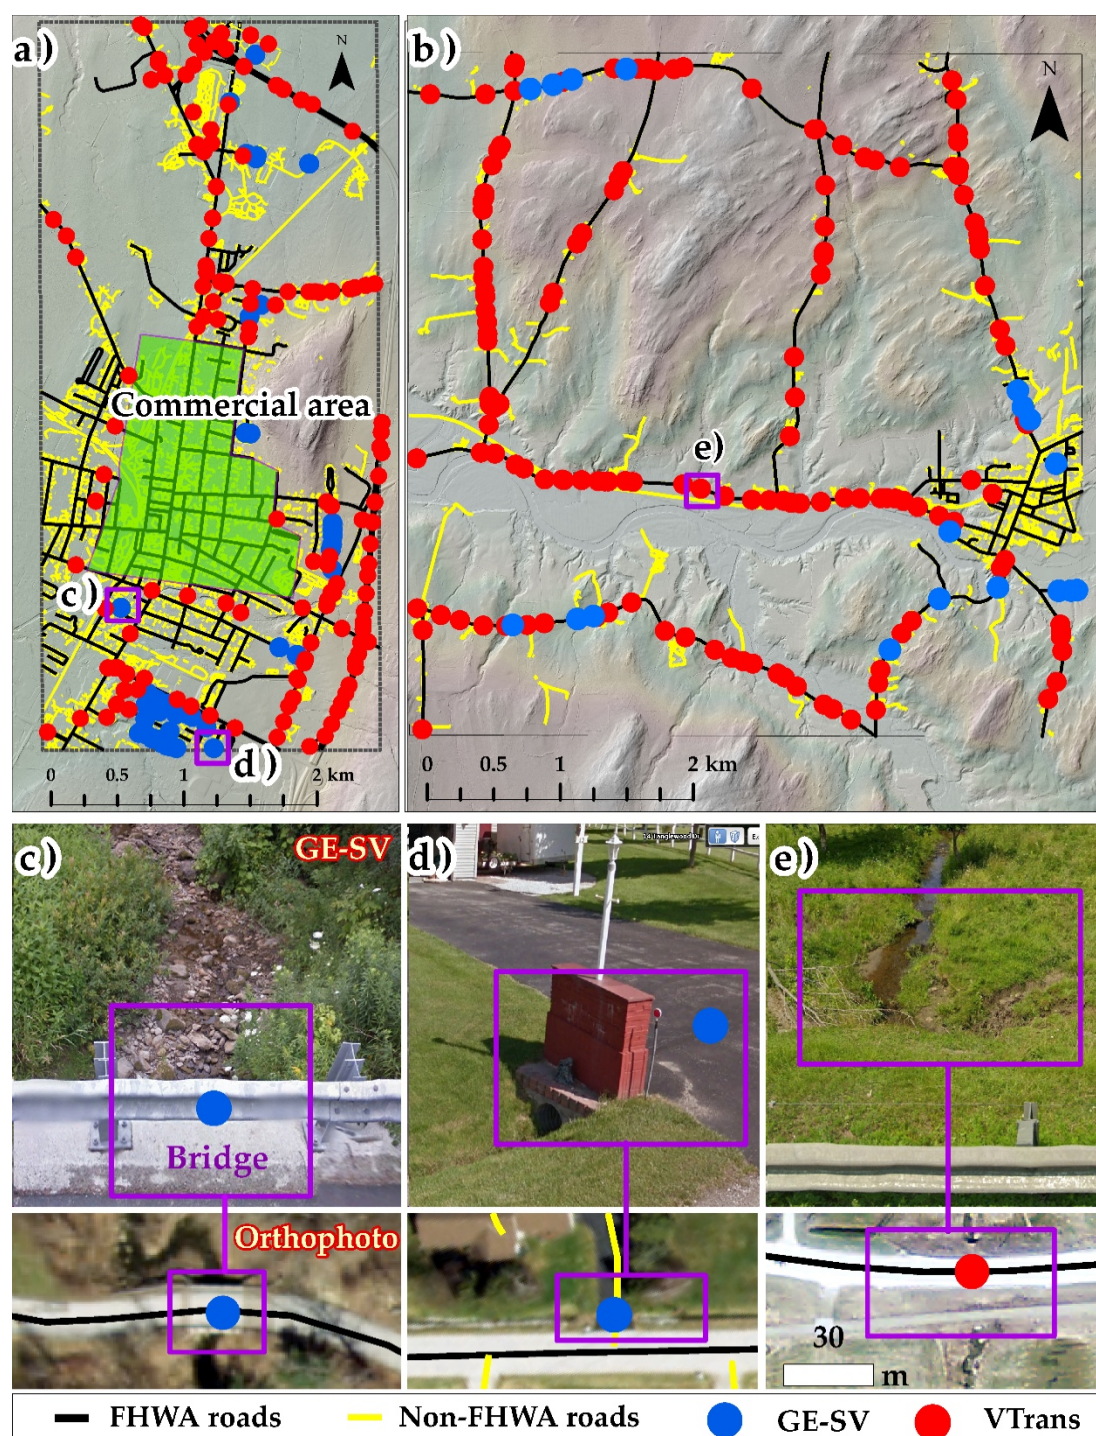 a)
N
Commercial area
c)
d)
0 0.5 1 2 km
b)
N
e)
0 0.5 1 2 km
c)
GE-SV
Bridge
Orthophoto
d)
Tanglewood
e)
30
m
FHWA roads
Non-FHWA roads
GE-SV
VTrans